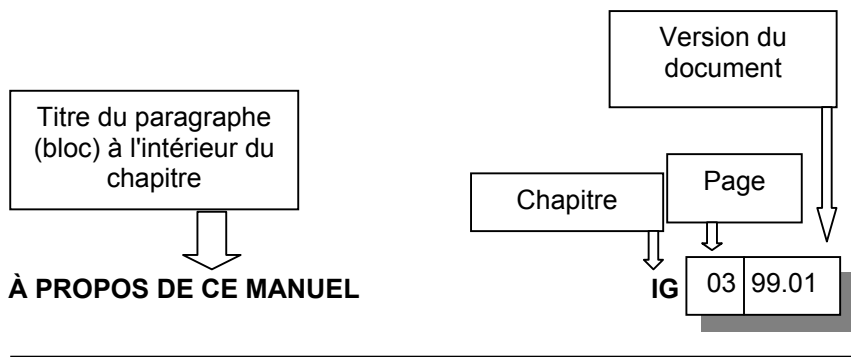 Version du
document
Titre du paragraphe
(bloc) à l'intérieur du
chapitre
Chapitre
Page
À PROPOS DE CE MANUEL
IG 03 99.01